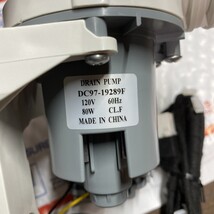 DRAIN PUMP
DC97-19289F
120V 60Hz
80W CL.F
MADE IN CHINA